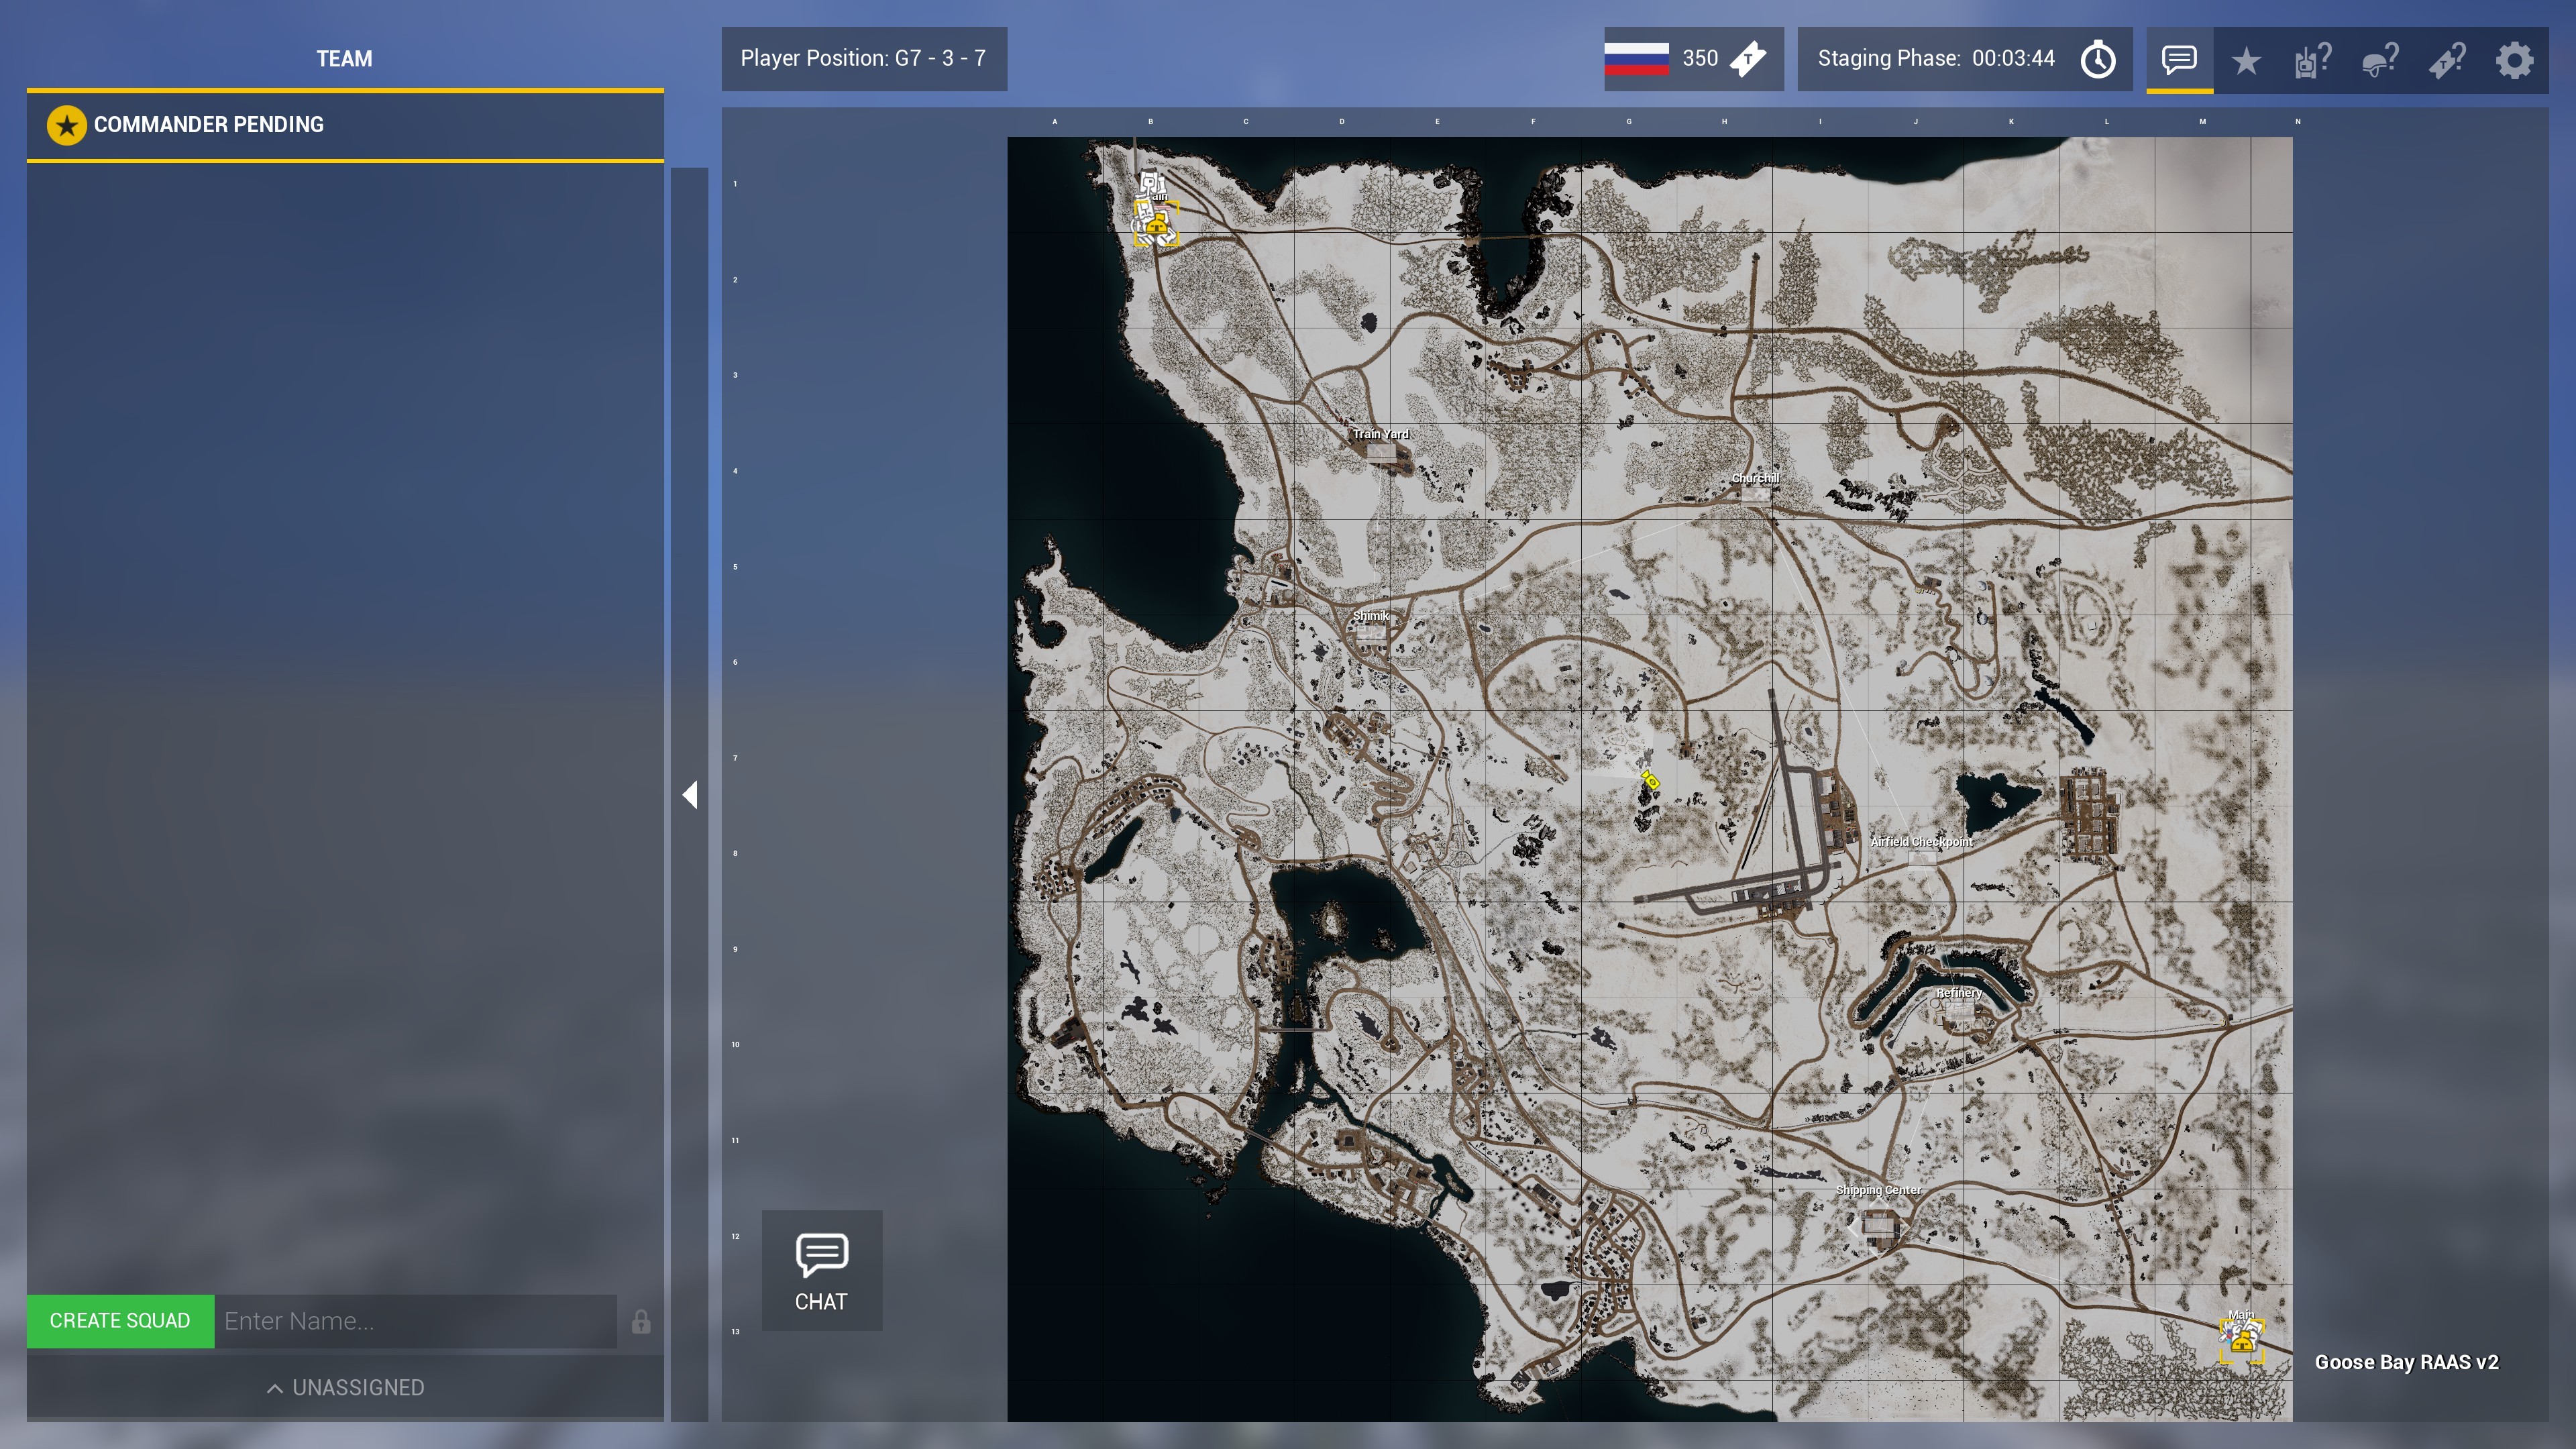 TEAM
Player Position: G7 - 3 - 7
350
T
Staging Phase: 00:03:44
COMMANDER PENDING
A B C D E F G H I J K L M N
1
2
3
4
5
6
7
8
9
10
11
12
13
Train Yard
Churchill
Shimik
Airfield Checkpoint
Refinery
Shipping Center
Main
CHAT
CREATE SQUAD
Enter Name...
UNASSIGNED
Goose Bay RAAS v2